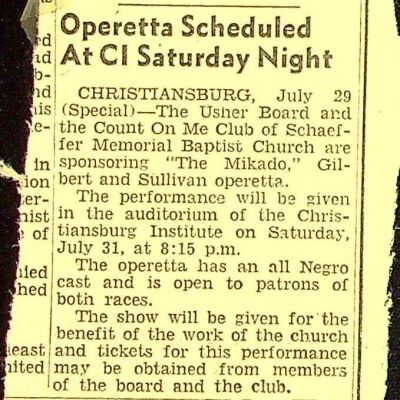 Operetta Scheduled
At CI Saturday Night
CHRISTIANSBURG, July 29
(Special)—The Usher Board and
the Count On Me Club of Schaef-
fer Memorial Baptist Church are
sponsoring "The Mikado," Gil-
bert and Sullivan operetta.
The performance will be given
in the auditorium of the Chris-
tiansburg Institute on Saturday,
July 31, at 8:15 p.m.
The operetta has an all Negro
cast and is open to patrons of
both races.
The show will be given for the
benefit of the work of the church
and tickets for this performance
may be obtained from members
of the board and the club.